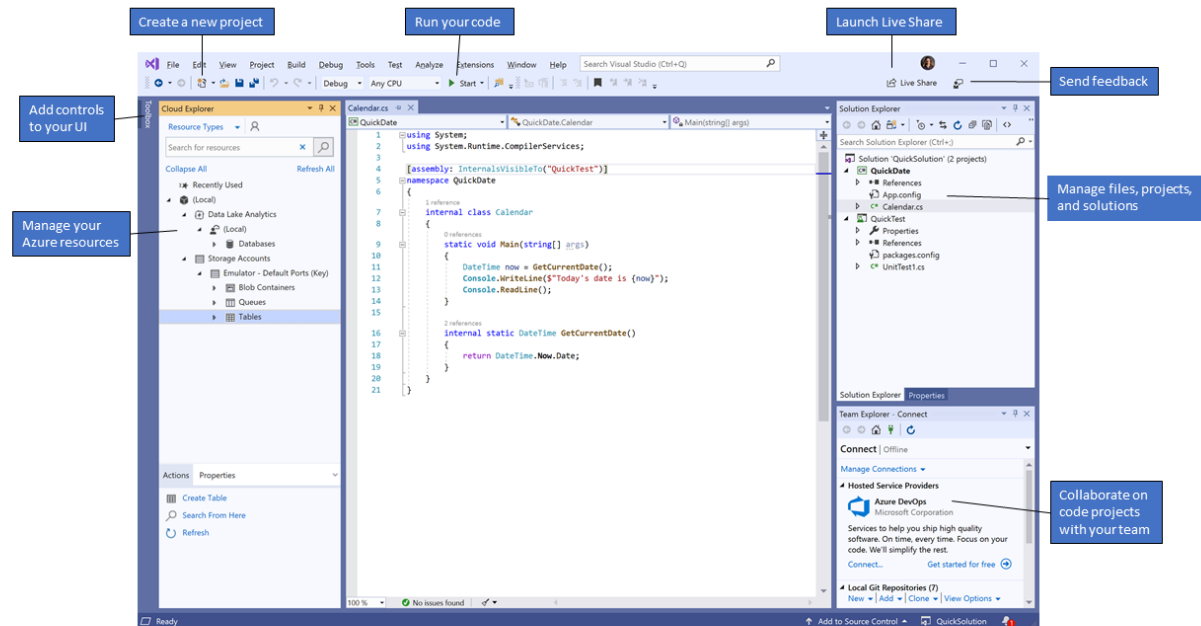 Create a new project
Run your code
Launch Live Share
Send feedback
Add controls
to your UI
Manage your
Azure resources
Manage files, projects,
and solutions
Collaborate on
code projects
with your team
File Edit View Project Build Debug Tools Test Analyze Extensions Window Help Search Visual Studio (Ctrl+Q)
Debug Any CPU Start Live Share
Toolbox
Cloud Explorer
Resource Types
Search for resources
Collapse All Refresh All
Recently Used
(Local)
Data Lake Analytics
(Local)
Databases
Storage Accounts
Emulator - Default Ports (Key)
Blob Containers
Queues
Tables
Actions Properties
Create Table
Search From Here
Refresh
Calendar.cs
QuickDate QuickDate.Calendar Main(string[] args)
1 using System;
2 using System.Runtime.CompilerServices;
3
4 [assembly: InternalsVisibleTo("QuickTest")]
5 namespace QuickDate
6 {
1 reference
7 internal class Calendar
8 {
0 references
9 static void Main(string[] args)
10 {
11 DateTime now = GetCurrentDate();
12 Console.WriteLine($"Today's date is {now}");
13 Console.ReadLine();
14 }
15
2 references
16 internal static DateTime GetCurrentDate()
17 {
18 return DateTime.Now.Date;
19 }
20 }
21 }
100 % No issues found
Solution Explorer
Search Solution Explorer (Ctrl+;)
Solution 'QuickSolution' (2 projects)
QuickDate
References
App.config
Calendar.cs
QuickTest
Properties
References
packages.config
UnitTest1.cs
Solution Explorer Properties
Team Explorer - Connect
Connect | Offline
Manage Connections
Hosted Service Providers
Azure DevOps
Microsoft Corporation
Services to help you ship high quality
software. On time, every time. Focus on your
code. We'll simplify the rest.
Connect... Get started for free
Local Git Repositories (7)
New | Add | Clone | View Options
Ready Add to Source Control QuickSolution 1